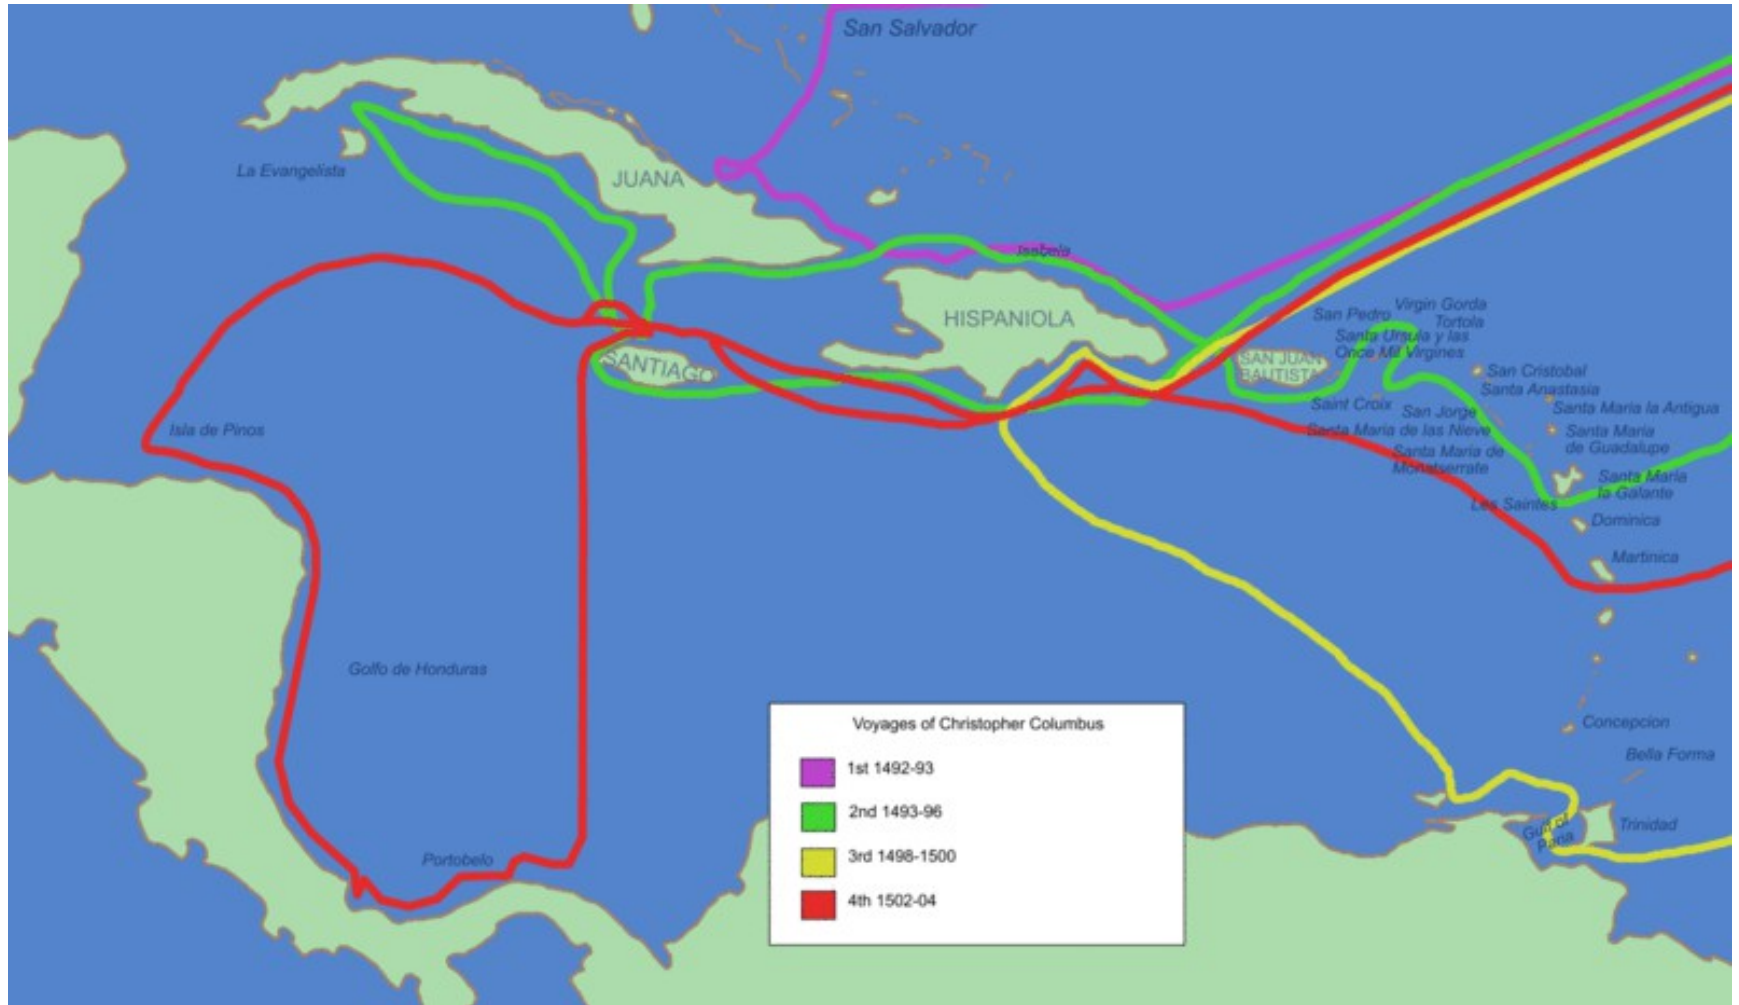 San Salvador
La Evangelista
JUANA
Isabela
HISPANIOLA
San Pedro
Virgin Gorda
Tortola
Santa Ursula y las
Once Mil Virgines
SANTIAGO
SAN JUAN
BAUTISTA
San Cristobal
Santa Anastasia
Saint Croix
San Jorge
Santa Maria la Antigua
Isla de Pinos
Santa Maria de las Nieve
Santa Maria
de Guadalupe
Santa Maria de
Monatserrate
Santa Maria
la Galante
Les Saintes
Dominica
Martinica
Golfo de Honduras
Concepcion
Bella Forma
Trinidad
Gulf of
Paria
Portobelo
Voyages of Christopher Columbus
1st 1492-93
2nd 1493-96
3rd 1498-1500
4th 1502-04